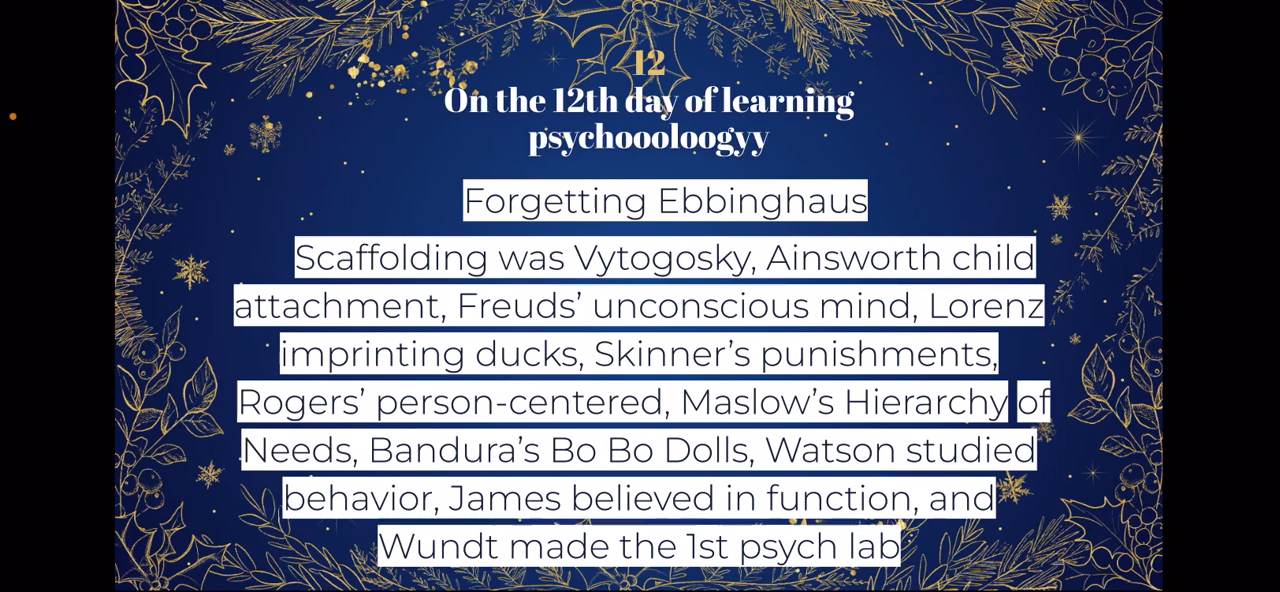 12
On the 12th day of learning
psychooologyy
Forgetting Ebbinghaus
Scaffolding was Vytogosky, Ainsworth child
attachment, Freuds’ unconscious mind, Lorenz
imprinting ducks, Skinner’s punishments,
Rogers’ person-centered, Maslow’s Hierarchy of
Needs, Bandura’s Bo Bo Dolls, Watson studied
behavior, James believed in function, and
Wundt made the 1st psych lab